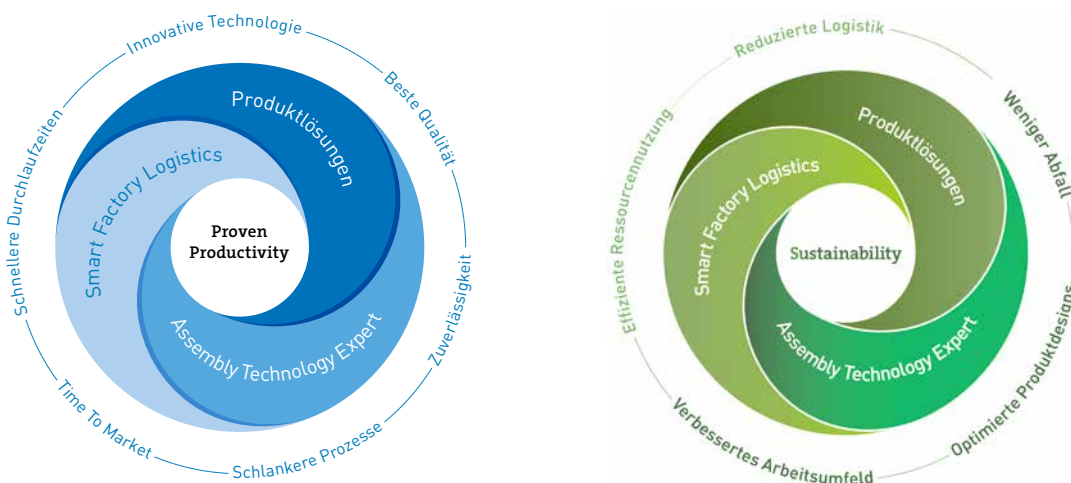 Innovative Technologie
Beste Qualität
Zuverlässigkeit
Schlankere Prozesse
Time To Market
Schnellere Durchlaufzeiten
Produktlösungen
Smart Factory Logistics
Assembly Technology Expert
Proven
Productivity
Reduzierte Logistik
Weniger Abfall
Optimierte Produktdesigns
Verbessertes Arbeitsumfeld
Effiziente Ressourcennutzung
Produktlösungen
Smart Factory Logistics
Assembly Technology Expert
Sustainability